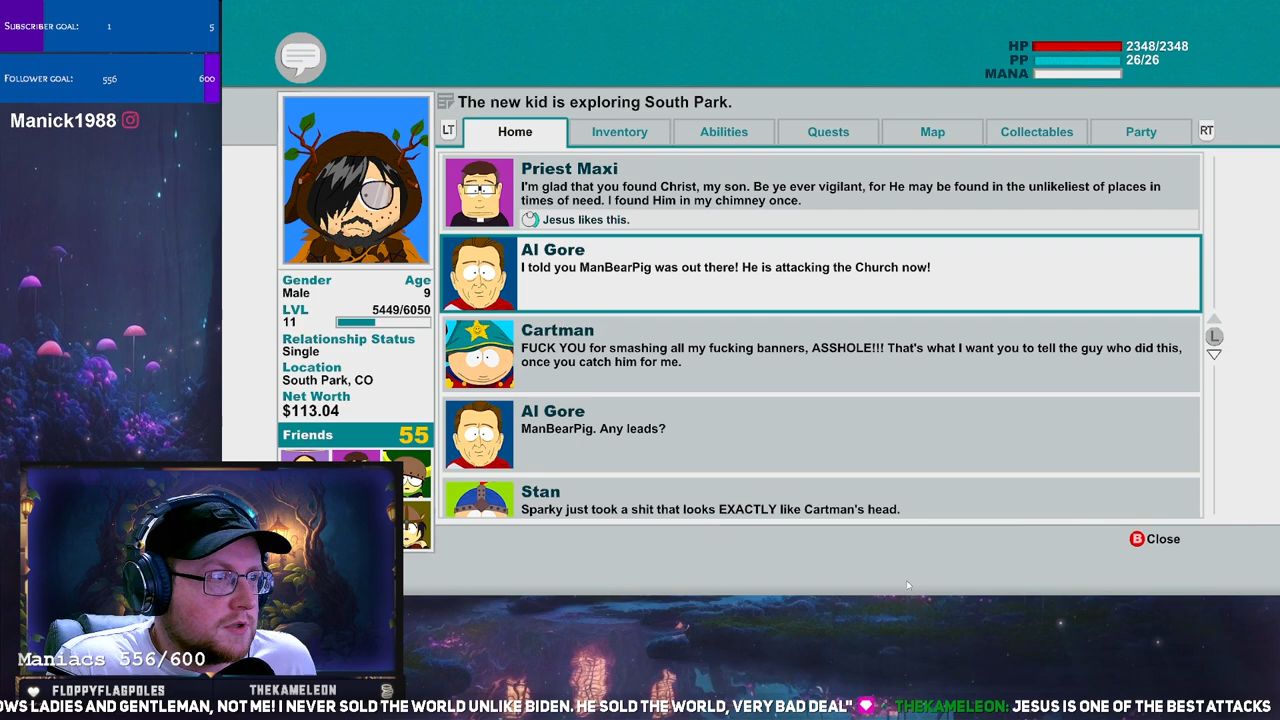 SUBSCRIBER GOAL: 1 5
FOLLOWER GOAL: 556 600
Manick1988
HP 2348/2348
PP 26/26
MANA
The new kid is exploring South Park.
LT Home Inventory Abilities Quests Map Collectables Party RT
Priest Maxi
I'm glad that you found Christ, my son. Be ye ever vigilant, for He may be found in the unlikeliest of places in
times of need. I found Him in my chimney once.
Jesus likes this.
Al Gore
I told you ManBearPig was out there! He is attacking the Church now!
Cartman
FUCK YOU for smashing all my fucking banners, ASSHOLE!!! That's what I want you to tell the guy who did this,
once you catch him for me.
Al Gore
ManBearPig. Any leads?
Stan
Sparky just took a shit that looks EXACTLY like Cartman's head.
Gender Age
Male 9
LVL 5449/6050
11
Relationship Status
Single
Location
South Park, CO
Net Worth
$113.04
Friends 55
L
B Close
Maniacs 556/600
FLOPPYFLAGPOLES THEKAMELEON
OWS LADIES AND GENTLEMAN, NOT ME! I NEVER SOLD THE WORLD UNLIKE BIDEN. HE SOLD THE WORLD, VERY BAD DEAL" THEKAMELEON: JESUS IS ONE OF THE BEST ATTACKS